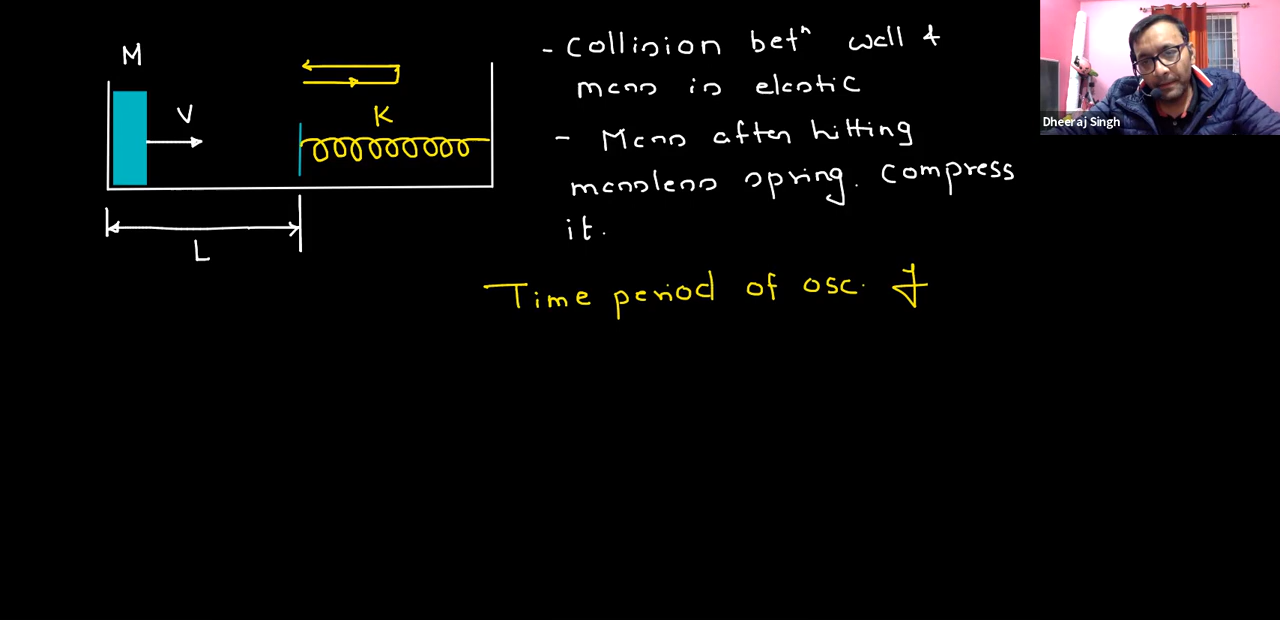 M
V
K
L
- Collision betⁿ wall &
mass is elastic
- Mass after hitting
massless spring. compress
it.
Time period of osc. ?
Dheeraj Singh